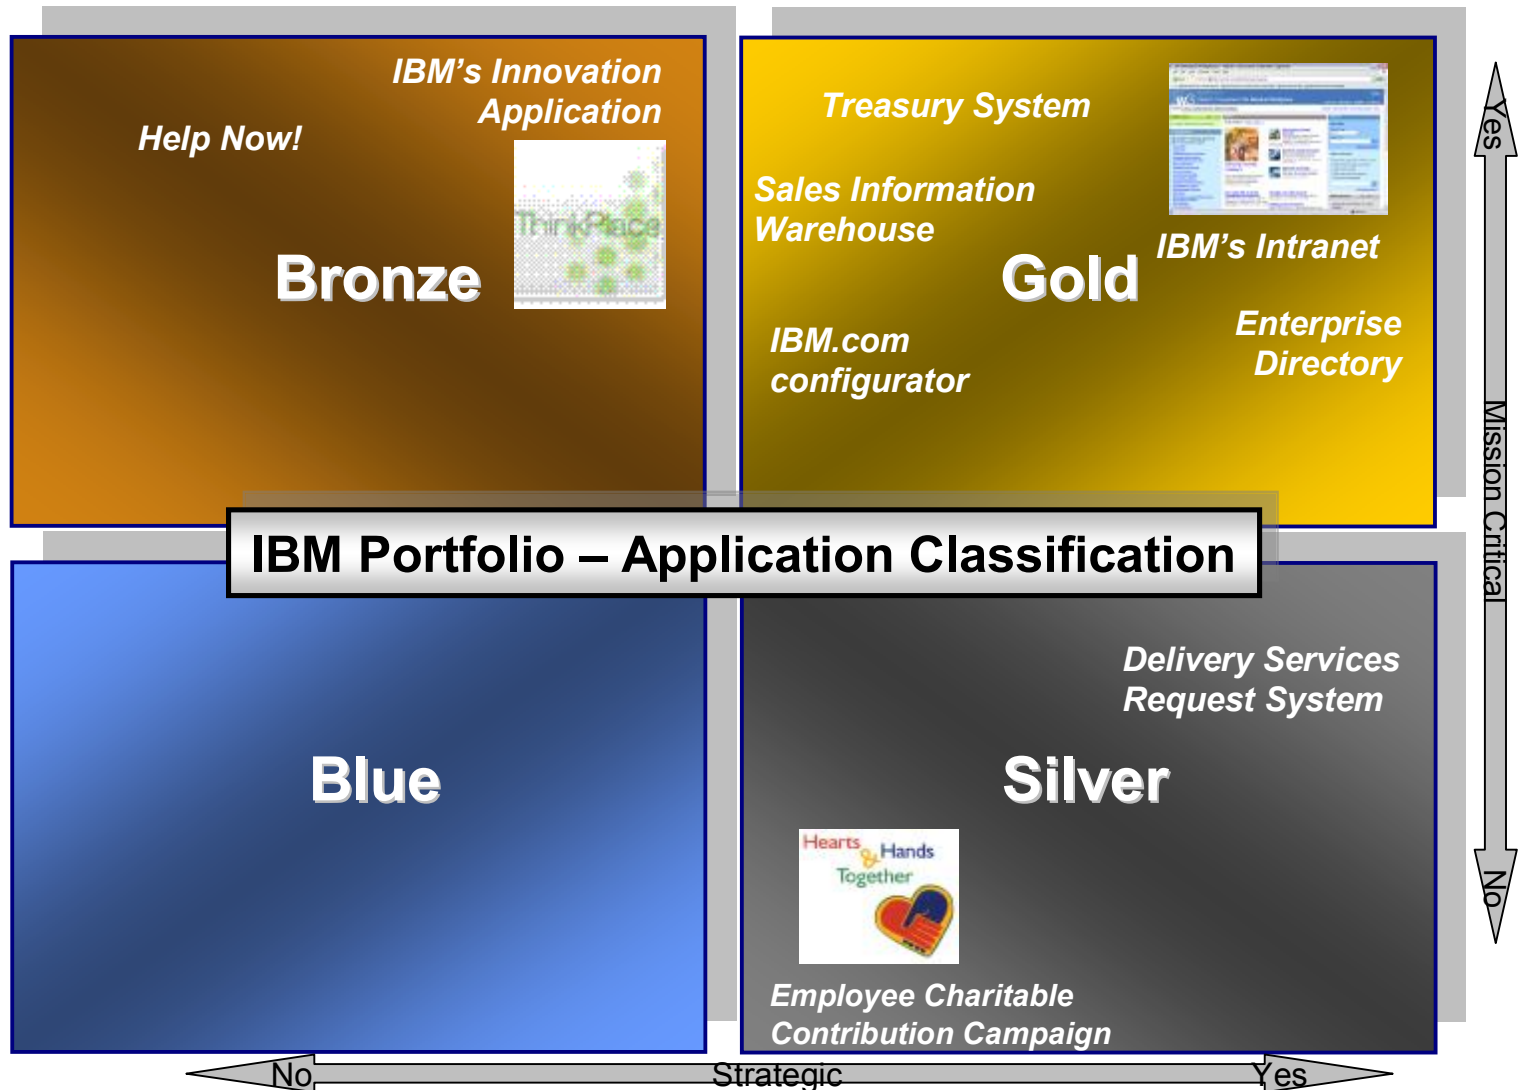 IBM's Innovation
Application
Help Now!
ThinkPlace
Bronze
Treasury System
Sales Information
Warehouse
IBM's Intranet
Gold
IBM.com
configurator
Enterprise
Directory
Yes
Mission Critical
No
IBM Portfolio – Application Classification
Blue
Delivery Services
Request System
Silver
Hearts
& Hands
Together
Employee Charitable
Contribution Campaign
No
Strategic
Yes